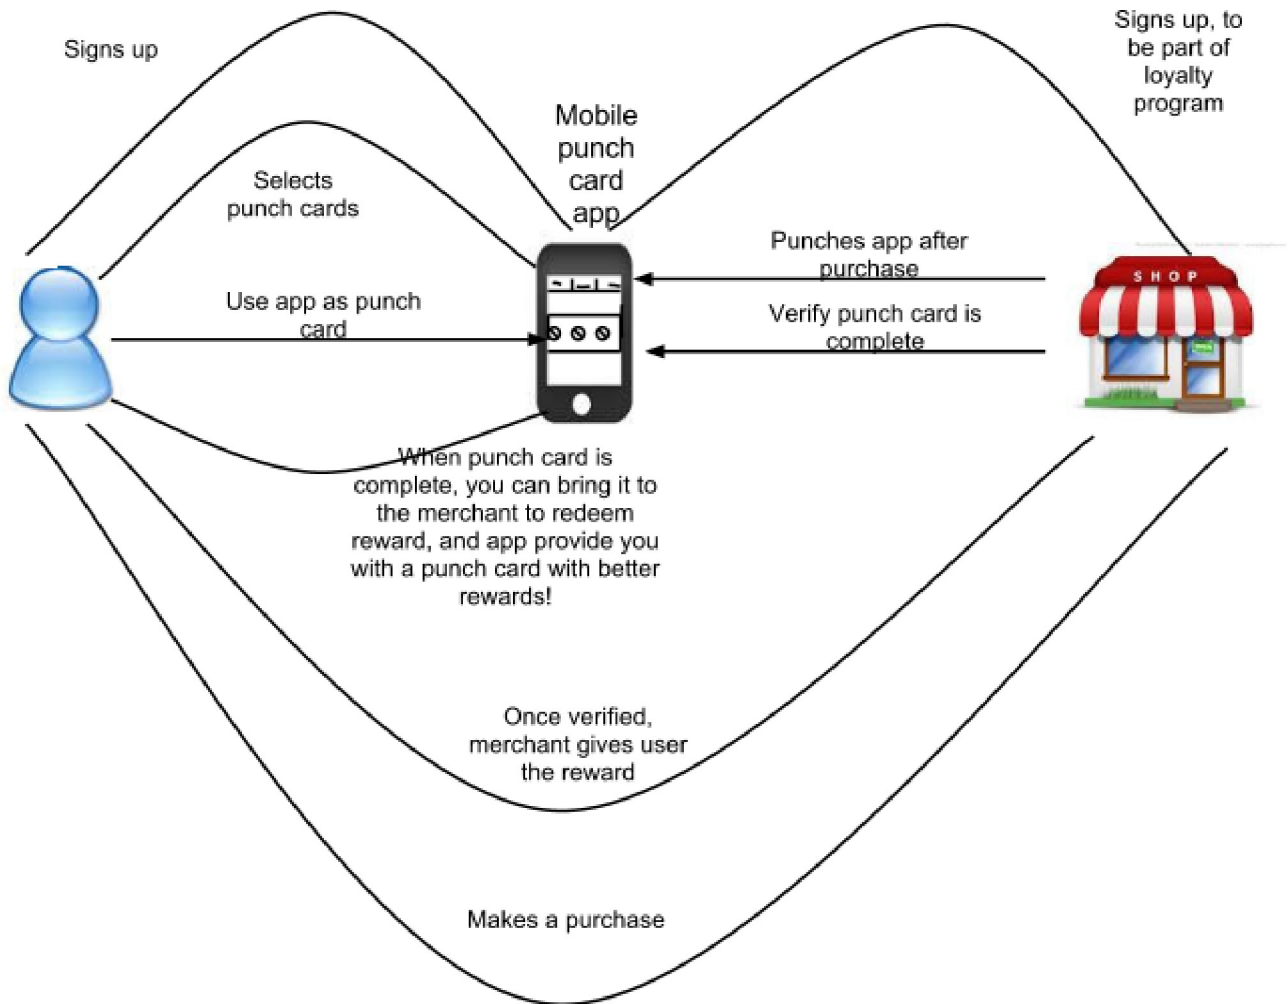 Signs up
Signs up, to
be part of
loyalty
program
Mobile
punch
card
app
Selects
punch cards
Punches app after
purchase
Use app as punch
card
Verify punch card is
complete
SHOP
When punch card is
complete, you can bring it to
the merchant to redeem
reward, and app provide you
with a punch card with better
rewards!
Once verified,
merchant gives user
the reward
Makes a purchase